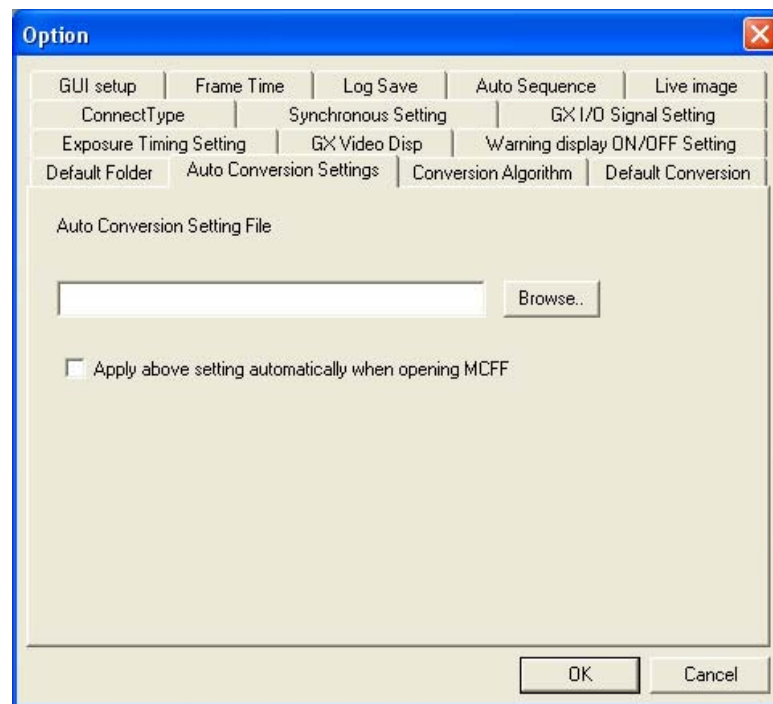 Option
GUI setup Frame Time Log Save Auto Sequence Live image
ConnectType Synchronous Setting GX I/O Signal Setting
Exposure Timing Setting GX Video Disp Warning display ON/OFF Setting
Default Folder Auto Conversion Settings Conversion Algorithm Default Conversion
Auto Conversion Setting File
Browse..
Apply above setting automatically when opening MCFF
OK Cancel